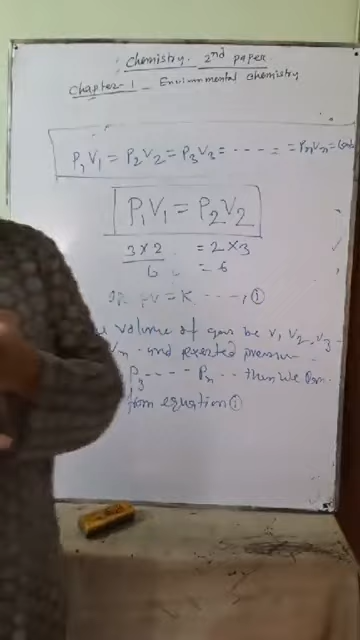 Chemistry. 2nd paper.
Chapter-1 _ Environmental chemistry
P₁V₁ = P₂V₂ = P₃V₃ = ---- = = PₙVₙ =
P₁V₁ = P₂V₂
3×2 = 2×3
6 = 6
or PV = K ----, ①
volume of gas be V₁ V₂ V₃ -
Vₙ and exerted pressure
P₃ ---- Pₙ .. then we
from equation ①